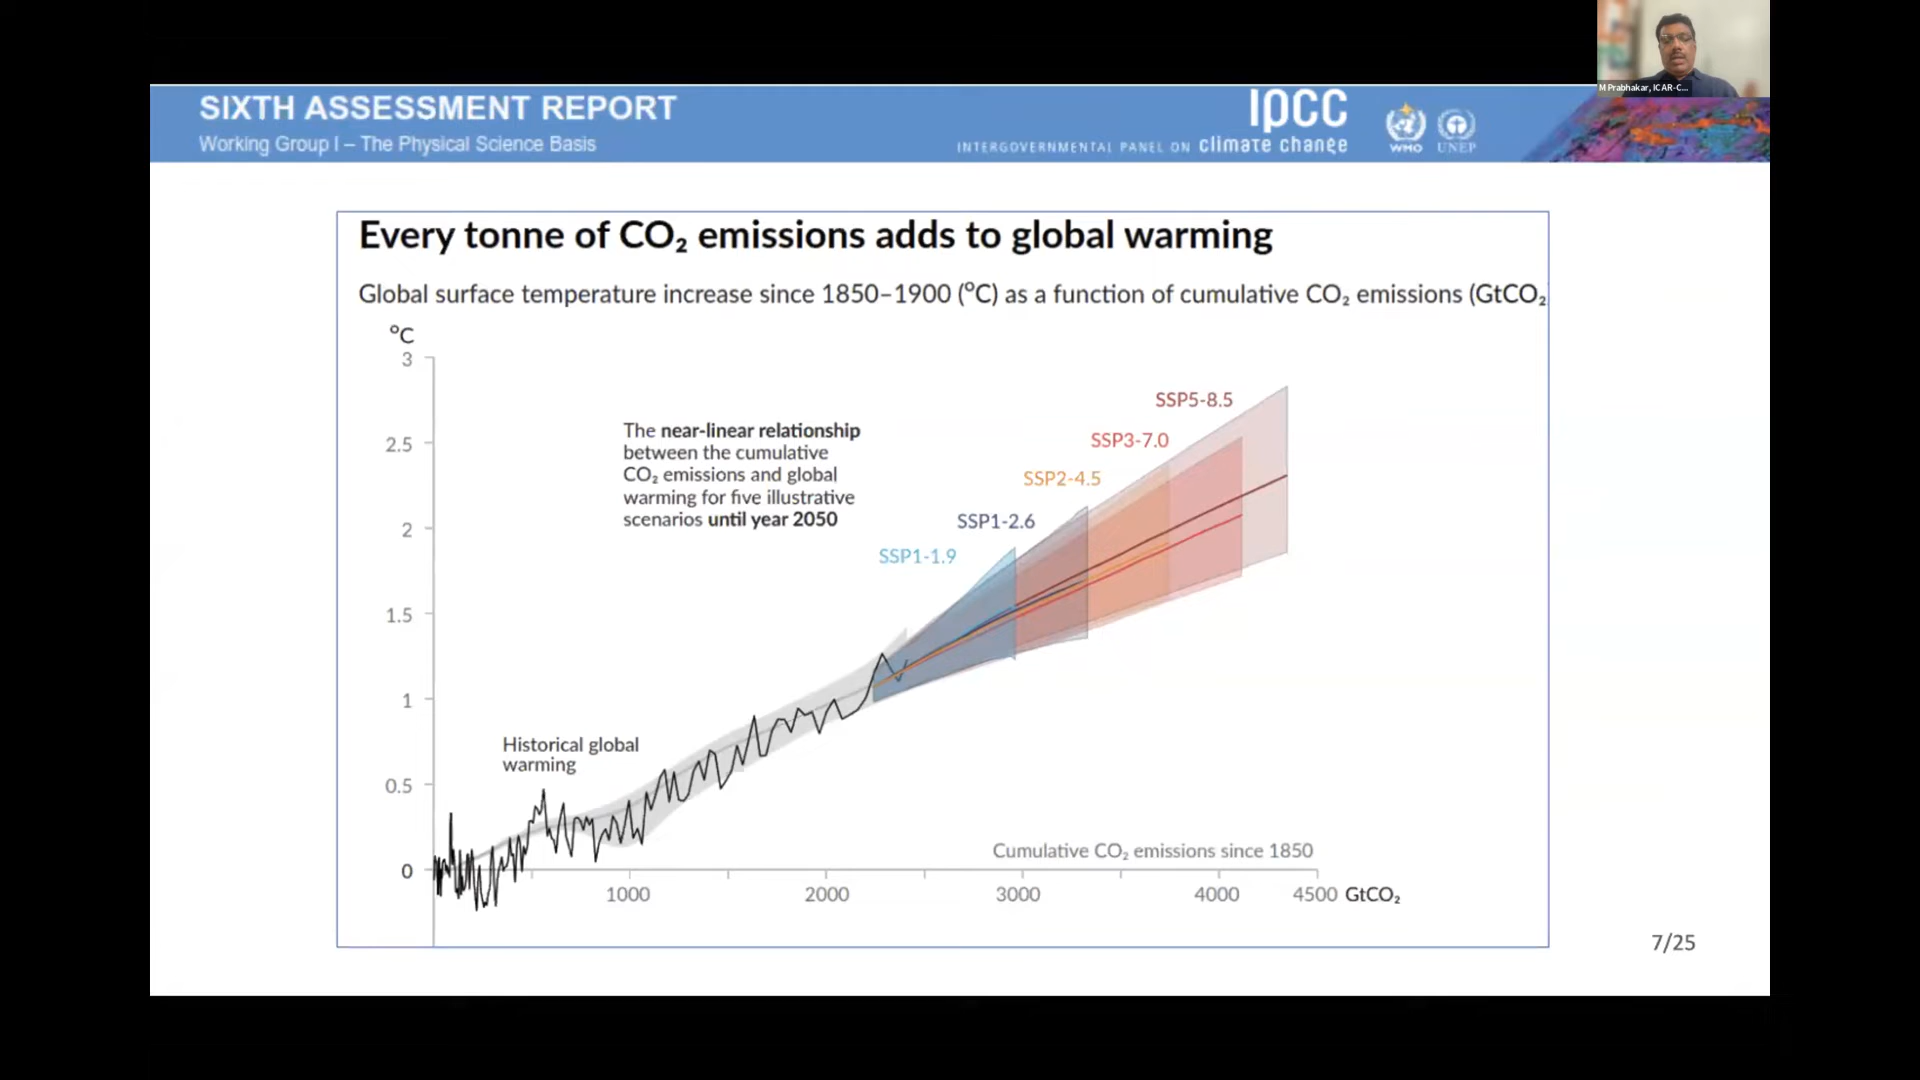 M Prabhakar, ICAR-C...
SIXTH ASSESSMENT REPORT
Working Group I – The Physical Science Basis
ipcc
INTERGOVERNMENTAL PANEL ON climate change
WMO
UNEP
Every tonne of CO₂ emissions adds to global warming
Global surface temperature increase since 1850–1900 (°C) as a function of cumulative CO₂ emissions (GtCO₂
°C
3
2.5
2
1.5
1
0.5
0
The near-linear relationship
between the cumulative
CO₂ emissions and global
warming for five illustrative
scenarios until year 2050
SSP5-8.5
SSP3-7.0
SSP2-4.5
SSP1-2.6
SSP1-1.9
Historical global
warming
Cumulative CO₂ emissions since 1850
1000 2000 3000 4000 4500 GtCO₂
7/25